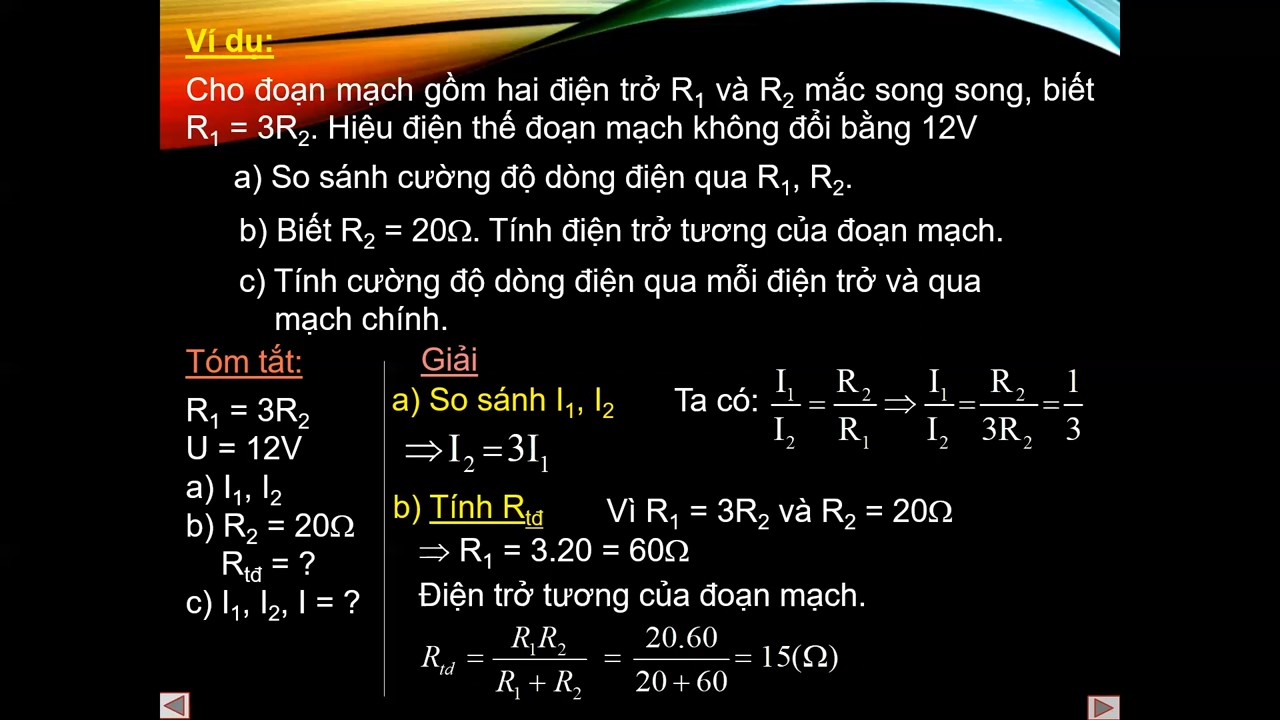 Ví dụ:
Cho đoạn mạch gồm hai điện trở R₁ và R₂ mắc song song, biết
R₁ = 3R₂. Hiệu điện thế đoạn mạch không đổi bằng 12V
a) So sánh cường độ dòng điện qua R₁, R₂.
b) Biết R₂ = 20Ω. Tính điện trở tương của đoạn mạch.
c) Tính cường độ dòng điện qua mỗi điện trở và qua
mạch chính.
Tóm tắt:
R₁ = 3R₂
U = 12V
a) I₁, I₂
b) R₂ = 20Ω
Rtđ = ?
c) I₁, I₂, I = ?
Giải
a) So sánh I₁, I₂ Ta có: I₁/I₂ = R₂/R₁ ⇒ I₁/I₂ = R₂/3R₂ = 1/3
⇒ I₂ = 3I₁
b) Tính Rtđ Vì R₁ = 3R₂ và R₂ = 20Ω
⇒ R₁ = 3.20 = 60Ω
Điện trở tương của đoạn mạch.
Rtd = R₁R₂/(R₁ + R₂) = 20.60/(20 + 60) = 15(Ω)